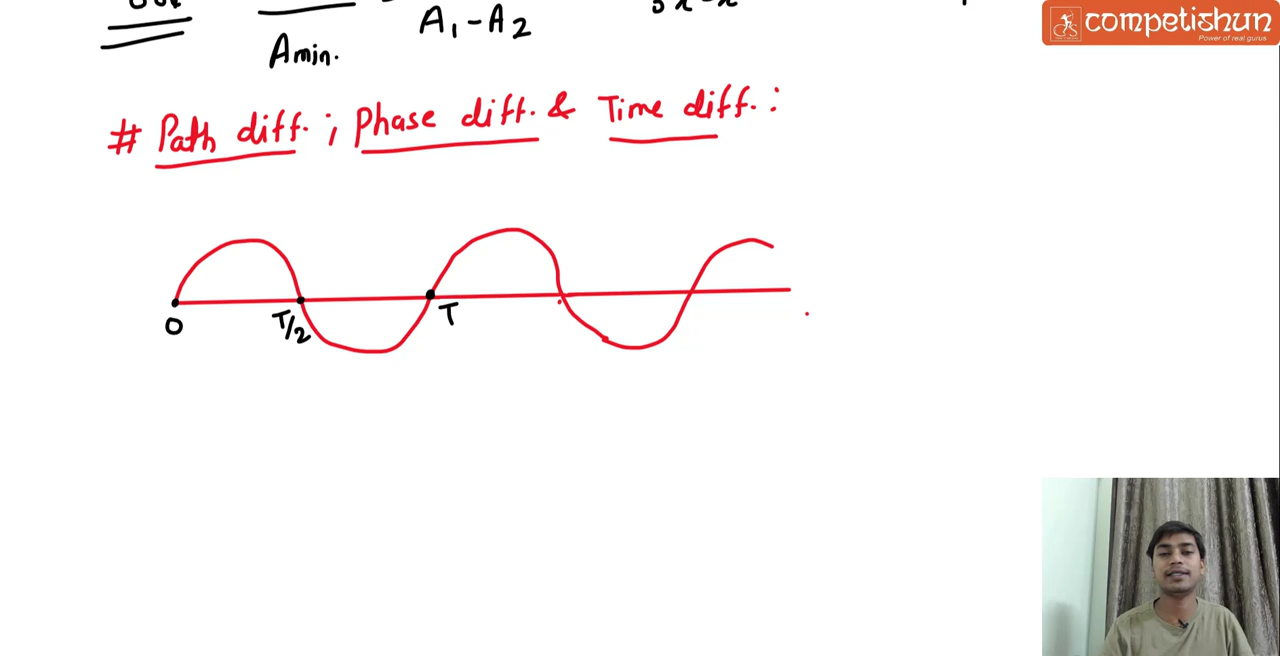 competishun
Power of real gurus
A₁-A₂
Amin.
# Path diff. ; Phase diff. & Time diff. :
0 T/2 T